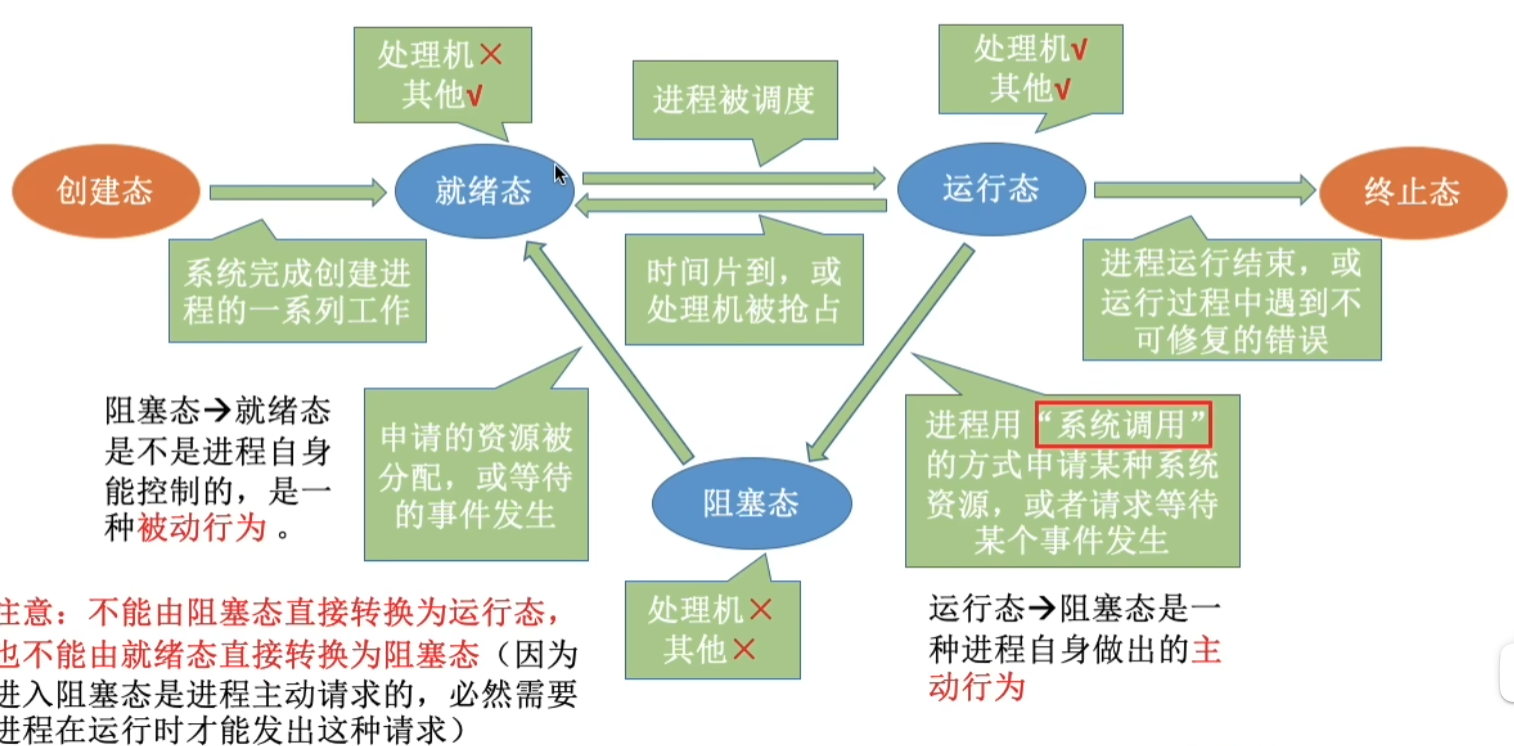 处理机×
其他√
进程被调度
处理机√
其他√
创建态
就绪态
运行态
终止态
系统完成创建进
程的一系列工作
时间片到，或
处理机被抢占
进程运行结束，或
运行过程中遇到不
可修复的错误
阻塞态→就绪态
是不是进程自身
能控制的，是一
种被动行为 。
申请的资源被
分配，或等待
的事件发生
阻塞态
进程用“系统调用”
的方式申请某种系统
资源，或者请求等待
某个事件发生
处理机×
其他×
运行态→阻塞态是一
种进程自身做出的主
动行为
注意：不能由阻塞态直接转换为运行态，
也不能由就绪态直接转换为阻塞态（因为
进入阻塞态是进程主动请求的，必然需要
进程在运行时才能发出这种请求）